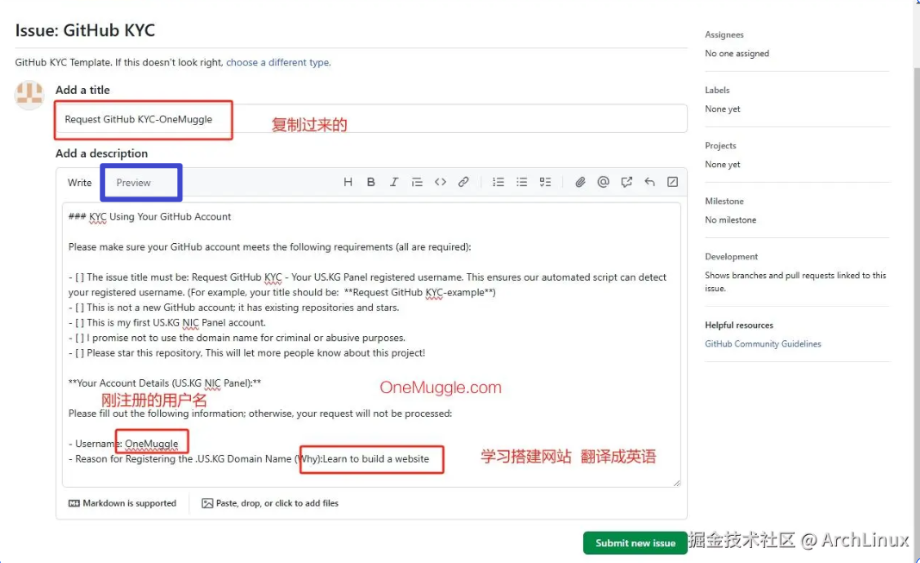 Issue: GitHub KYC
GitHub KYC Template. If this doesn't look right, choose a different type.
Add a title
Request GitHub KYC-OneMuggle
复制过来的
Add a description
Write
Preview
### KYC Using Your GitHub Account
Please make sure your GitHub account meets the following requirements (all are required):
- [ ] The issue title must be: Request GitHub KYC - Your US.KG Panel registered username. This ensures our automated script can detect
your registered username. (For example, your title should be: **Request GitHub KYC-example**)
- [ ] This is not a new GitHub account; it has existing repositories and stars.
- [ ] This is my first US.KG NIC Panel account.
- [ ] I promise not to use the domain name for criminal or abusive purposes.
- [ ] Please star this repository. This will let more people know about this project!
**Your Account Details (US.KG NIC Panel):**
OneMuggle.com
刚注册的用户名
Please fill out the following information; otherwise, your request will not be processed:
- Username: OneMuggle
- Reason for Registering the .US.KG Domain Name (Why):Learn to build a website
学习搭建网站 翻译成英语
Markdown is supported
Paste, drop, or click to add files
Submit new issue
Assignees
No one assigned
Labels
None yet
Projects
None yet
Milestone
No milestone
Development
Shows branches and pull requests linked to this
issue.
Helpful resources
GitHub Community Guidelines
掘金技术社区 @ ArchLinux